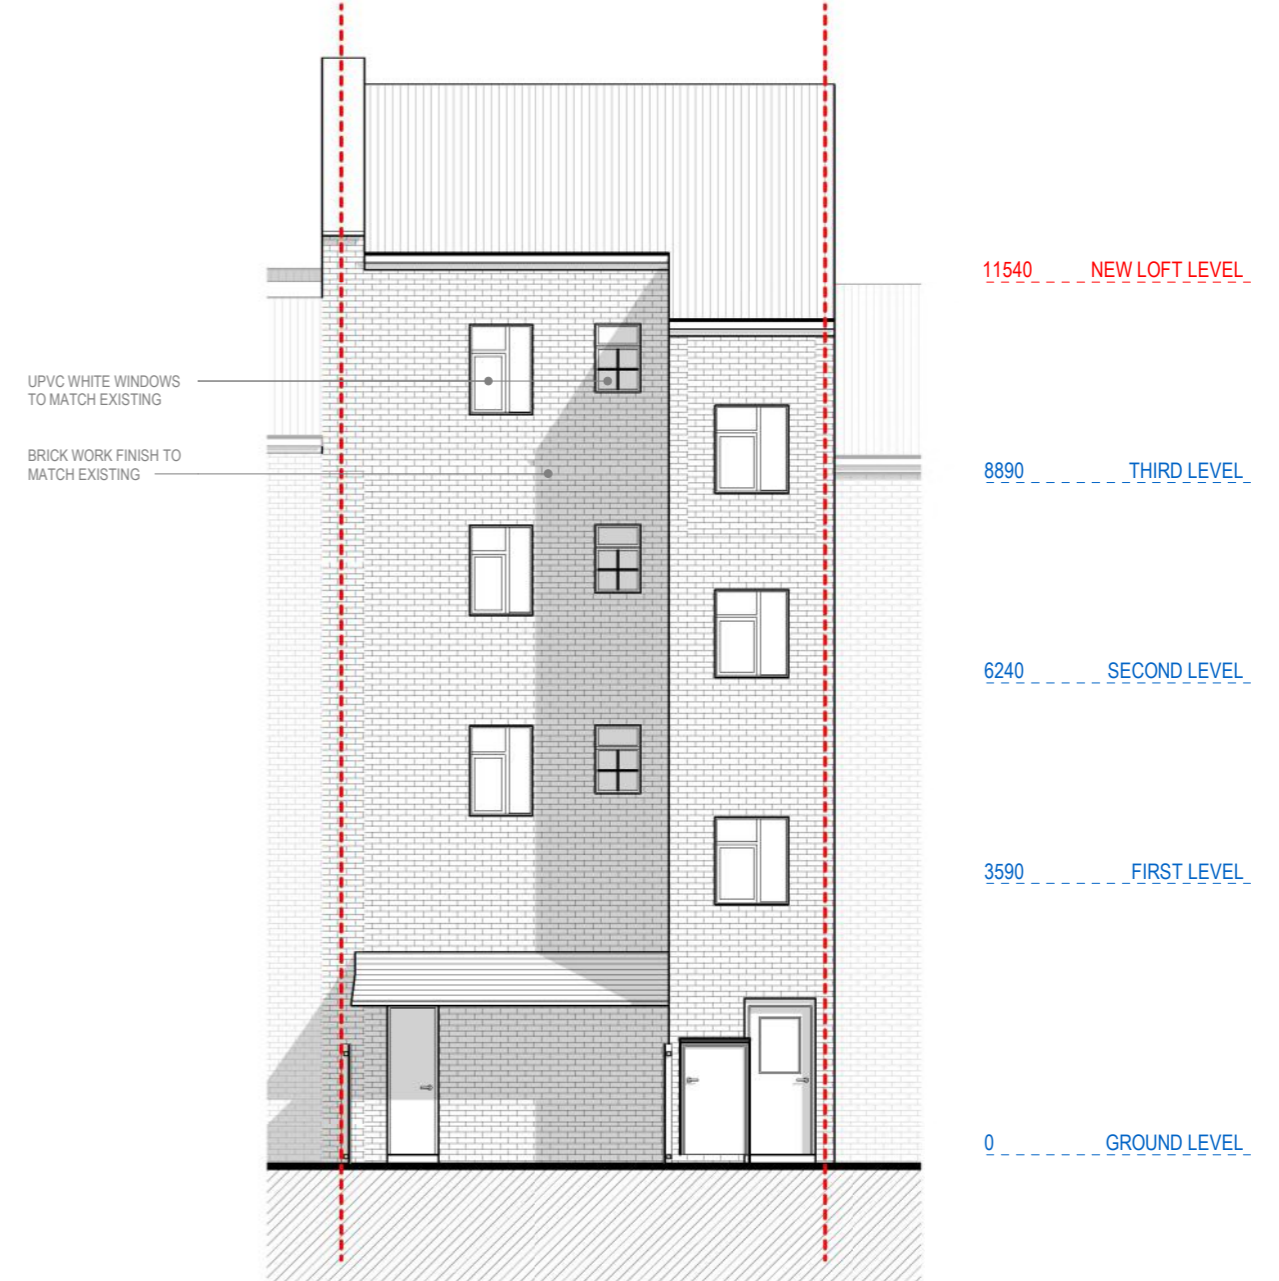 11540 NEW LOFT LEVEL
UPVC WHITE WINDOWS
TO MATCH EXISTING
BRICK WORK FINISH TO
MATCH EXISTING
8890 THIRD LEVEL
6240 SECOND LEVEL
3590 FIRST LEVEL
0 GROUND LEVEL